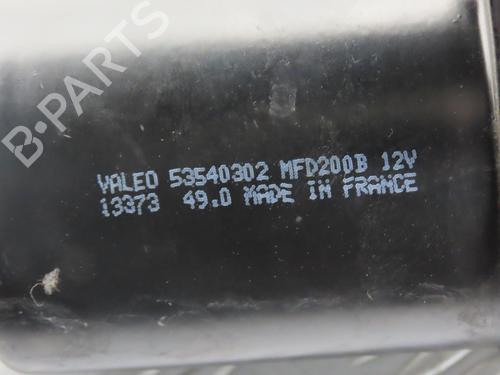 B-PARTS
VALEO 53540302 MFD200B 12V
13373 49.0 MADE IN FRANCE